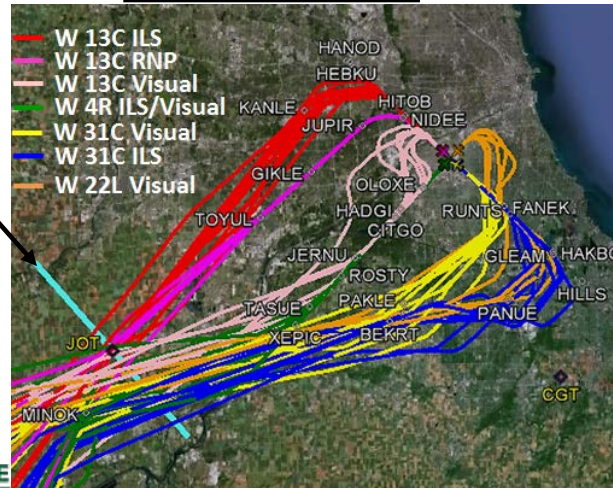 W 13C ILS
W 13C RNP
W 13C Visual
W 4R ILS/Visual
W 31C Visual
W 31C ILS
W 22L Visual
HANOD
HEBKU
KANLE
HITOB
JUPIR
NIDEE
GIKLE
OLOXE
TOYUL
HADGI
RUNTS
FANEK
CITGO
JERNU
GLEAM
ROSTY
HILLS
TASUE
PAKLE
PANUE
XEPIC
BEKRT
JOT
CGT
MINOK
E